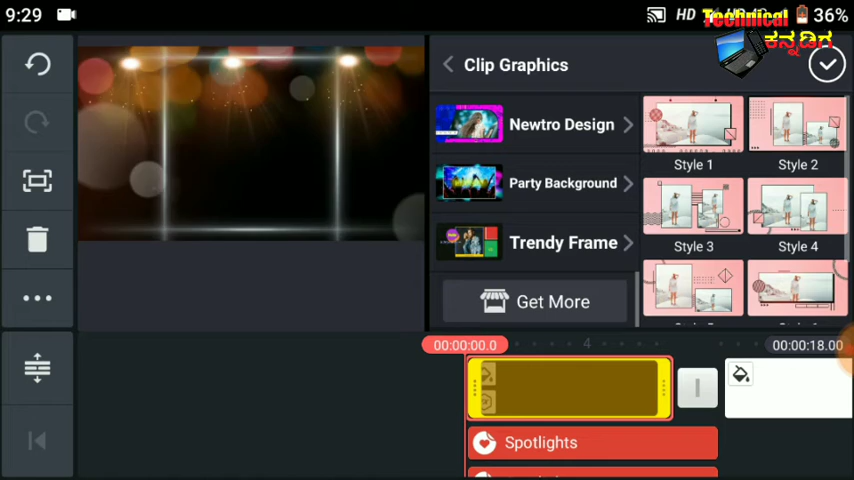 9:29
HD
36%
Technical
ಕನ್ನಡಿಗ
Clip Graphics
Newtro Design
Party Background
Trendy Frame
Get More
Style 1
Style 2
Style 3
Style 4
00:00:00.0
4
00:00:18.00
Spotlights